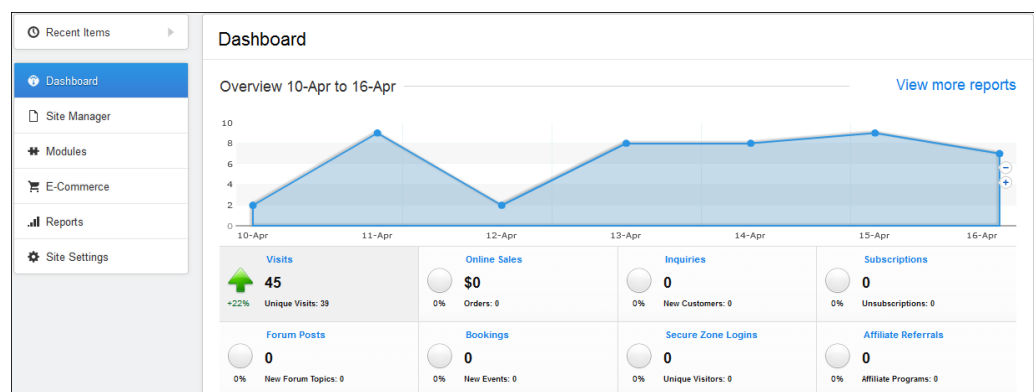 Recent Items
Dashboard
Site Manager
Modules
E-Commerce
Reports
Site Settings
Dashboard
Overview 10-Apr to 16-Apr
View more reports
10
8
6
4
2
0
10-Apr 11-Apr 12-Apr 13-Apr 14-Apr 15-Apr 16-Apr
Visits
45
+22% Unique Visits: 39
Online Sales
$0
0% Orders: 0
Inquiries
0
0% New Customers: 0
Subscriptions
0
0% Unsubscriptions: 0
Forum Posts
0
0% New Forum Topics: 0
Bookings
0
0% New Events: 0
Secure Zone Logins
0
0% Unique Visitors: 0
Affiliate Referrals
0
0% Affiliate Programs: 0